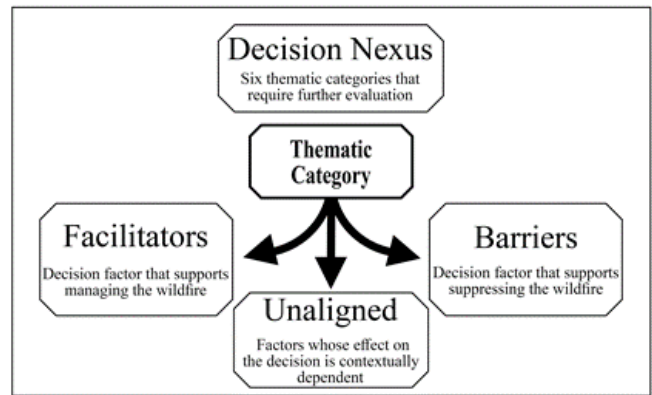 Decision Nexus
Six thematic categories that
require further evaluation
Thematic
Category
Facilitators
Decision factor that supports
managing the wildfire
Barriers
Decision factor that supports
suppressing the wildfire
Unaligned
Factors whose effect on
the decision is contextually
dependent